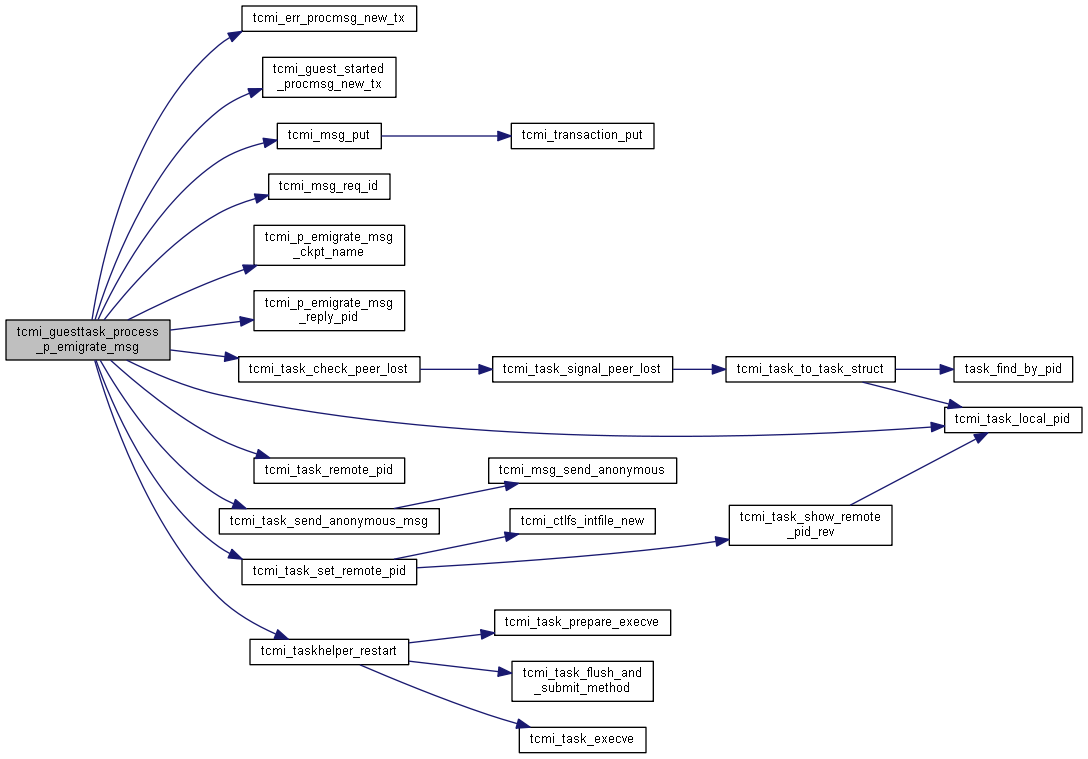 tcmi_err_procmsg_new_tx
tcmi_guest_started
_procmsg_new_tx
tcmi_msg_put
tcmi_transaction_put
tcmi_msg_req_id
tcmi_p_emigrate_msg
_ckpt_name
tcmi_p_emigrate_msg
_reply_pid
tcmi_guesttask_process
_p_emigrate_msg
tcmi_task_check_peer_lost
tcmi_task_signal_peer_lost
tcmi_task_to_task_struct
task_find_by_pid
tcmi_task_local_pid
tcmi_task_remote_pid
tcmi_msg_send_anonymous
tcmi_task_send_anonymous_msg
tcmi_ctlfs_intfile_new
tcmi_task_show_remote
_pid_rev
tcmi_task_set_remote_pid
tcmi_task_prepare_execve
tcmi_taskhelper_restart
tcmi_task_flush_and
_submit_method
tcmi_task_execve